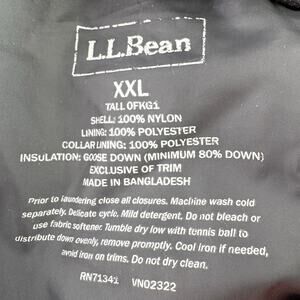 L.L.Bean
XXL
TALL OFKG1
SHELL: 100% NYLON
LINING: 100% POLYESTER
COLLAR LINING: 100% POLYESTER
INSULATION: GOOSE DOWN (MINIMUM 80% DOWN)
EXCLUSIVE OF TRIM
MADE IN BANGLADESH
Prior to laundering close all closures. Machine wash cold
separately. Delicate cycle. Mild detergent. Do not bleach or
use fabric softener. Tumble dry low with tennis ball to
distribute down evenly, remove promptly. Cool iron if needed,
avoid iron on trims. Do not dry clean.
RN71341 VN02322